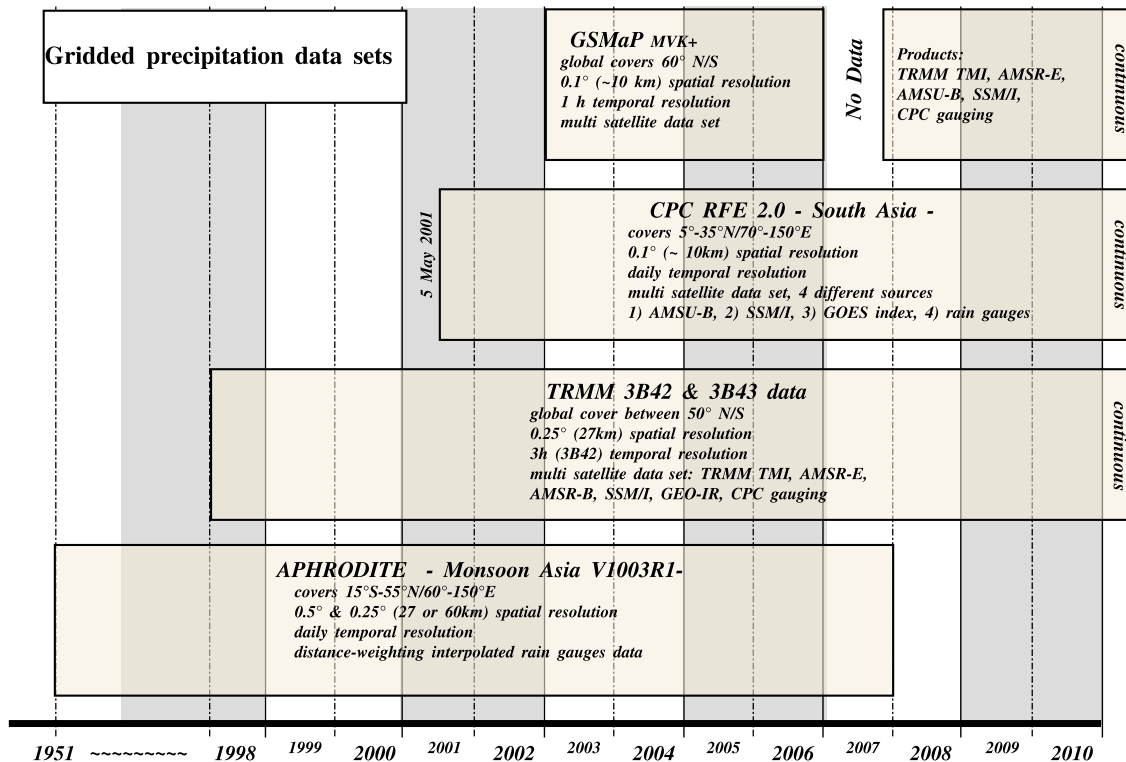 Gridded precipitation data sets
GSMaP MVK+
global covers 60° N/S
0.1° (~10 km) spatial resolution
1 h temporal resolution
multi satellite data set
No Data
Products:
TRMM TMI, AMSR-E,
AMSU-B, SSM/I,
CPC gauging
continuous
5 May 2001
CPC RFE 2.0 - South Asia -
covers 5°-35°N/70°-150°E
0.1° (~ 10km) spatial resolution
daily temporal resolution
multi satellite data set, 4 different sources
1) AMSU-B, 2) SSM/I, 3) GOES index, 4) rain gauges
continuous
TRMM 3B42 & 3B43 data
global cover between 50° N/S
0.25° (27km) spatial resolution
3h (3B42) temporal resolution
multi satellite data set: TRMM TMI, AMSR-E,
AMSR-B, SSM/I, GEO-IR, CPC gauging
continuous
APHRODITE - Monsoon Asia V1003R1-
covers 15°S-55°N/60°-150°E
0.5° & 0.25° (27 or 60km) spatial resolution
daily temporal resolution
distance-weighting interpolated rain gauges data
1951 ~~~~~~~~~ 1998 1999 2000 2001 2002 2003 2004 2005 2006 2007 2008 2009 2010